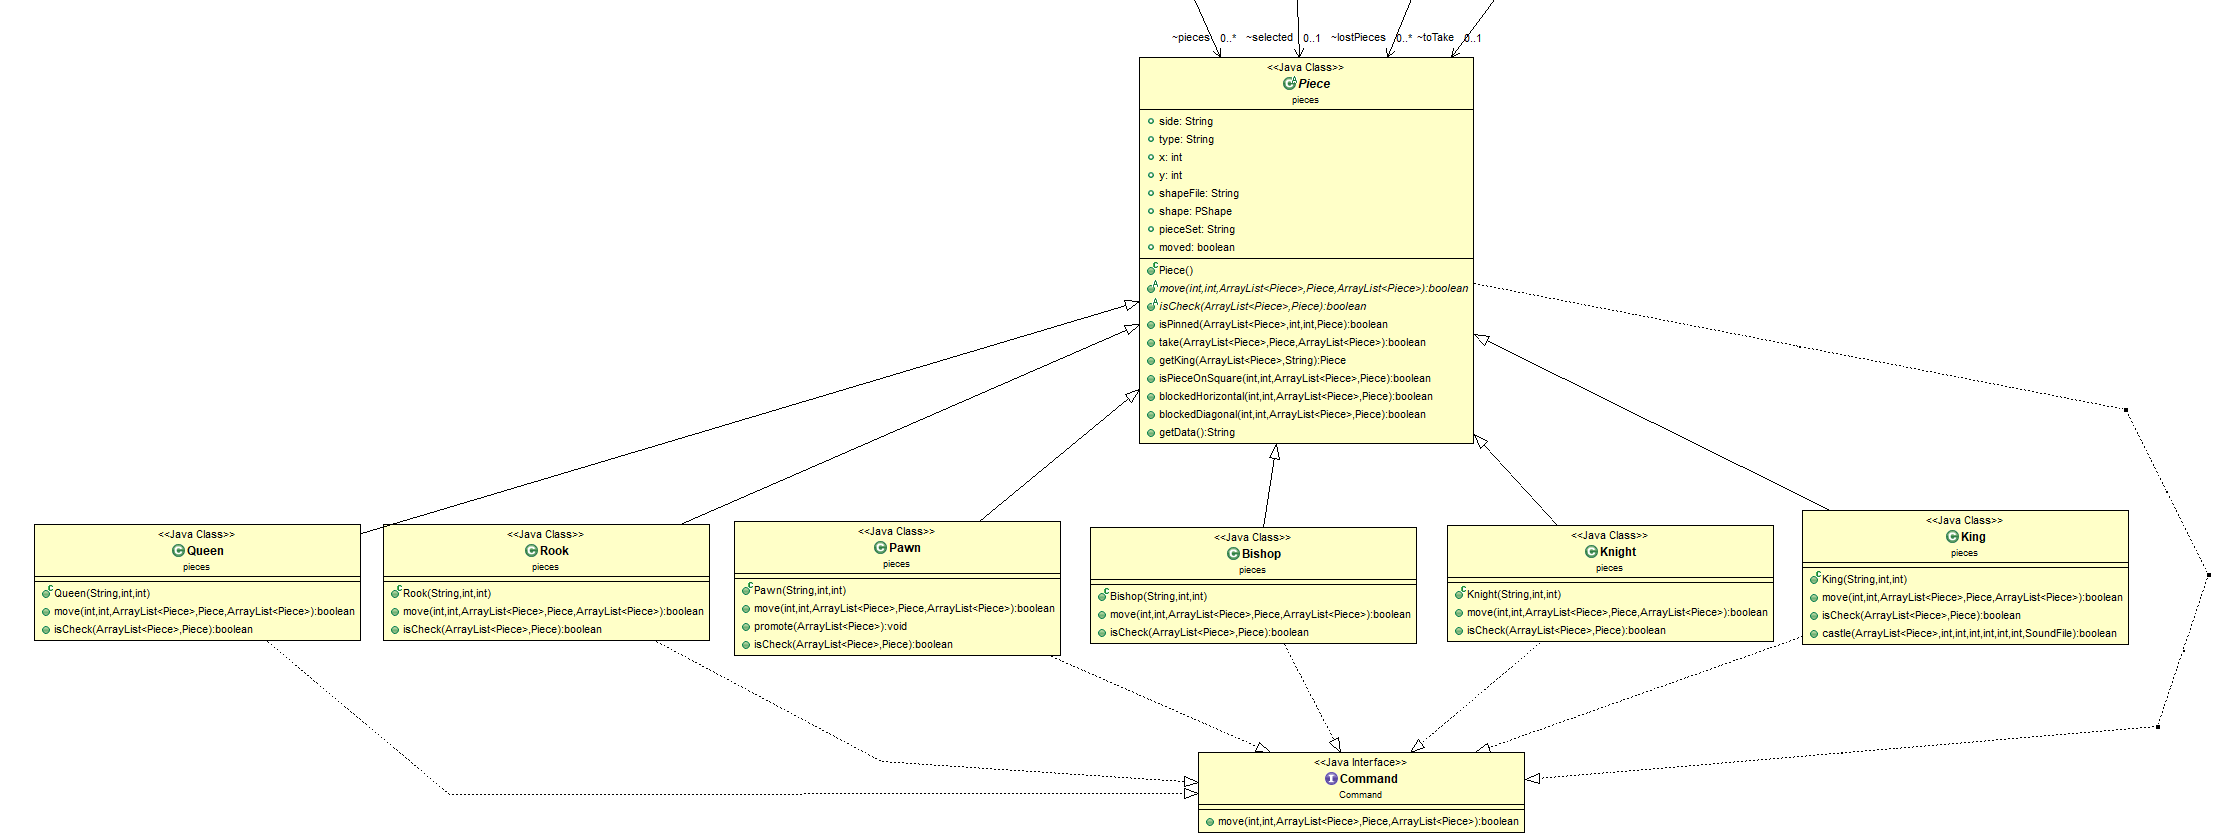 ~pieces 0..* ~selected 0..1 ~lostPieces 0..* ~toTake 0..1
<<Java Class>>
Piece
pieces
side: String
type: String
x: int
y: int
shapeFile: String
shape: PShape
pieceSet: String
moved: boolean
Piece()
move(int,int,ArrayList<Piece>,Piece,ArrayList<Piece>):boolean
isCheck(ArrayList<Piece>,Piece):boolean
isPinned(ArrayList<Piece>,int,int,Piece):boolean
take(ArrayList<Piece>,Piece,ArrayList<Piece>):boolean
getKing(ArrayList<Piece>,String):Piece
isPieceOnSquare(int,int,ArrayList<Piece>,Piece):boolean
blockedHorizontal(int,int,ArrayList<Piece>,Piece):boolean
blockedDiagonal(int,int,ArrayList<Piece>,Piece):boolean
getData():String
<<Java Class>>
Queen
pieces
Queen(String,int,int)
move(int,int,ArrayList<Piece>,Piece,ArrayList<Piece>):boolean
isCheck(ArrayList<Piece>,Piece):boolean
<<Java Class>>
Rook
pieces
Rook(String,int,int)
move(int,int,ArrayList<Piece>,Piece,ArrayList<Piece>):boolean
isCheck(ArrayList<Piece>,Piece):boolean
<<Java Class>>
Pawn
pieces
Pawn(String,int,int)
move(int,int,ArrayList<Piece>,Piece,ArrayList<Piece>):boolean
promote(ArrayList<Piece>):void
isCheck(ArrayList<Piece>,Piece):boolean
<<Java Class>>
Bishop
pieces
Bishop(String,int,int)
move(int,int,ArrayList<Piece>,Piece,ArrayList<Piece>):boolean
isCheck(ArrayList<Piece>,Piece):boolean
<<Java Class>>
Knight
pieces
Knight(String,int,int)
move(int,int,ArrayList<Piece>,Piece,ArrayList<Piece>):boolean
isCheck(ArrayList<Piece>,Piece):boolean
<<Java Class>>
King
pieces
King(String,int,int)
move(int,int,ArrayList<Piece>,Piece,ArrayList<Piece>):boolean
isCheck(ArrayList<Piece>,Piece):boolean
castle(ArrayList<Piece>,int,int,int,int,int,int,SoundFile):boolean
<<Java Interface>>
Command
Command
move(int,int,ArrayList<Piece>,Piece,ArrayList<Piece>):boolean